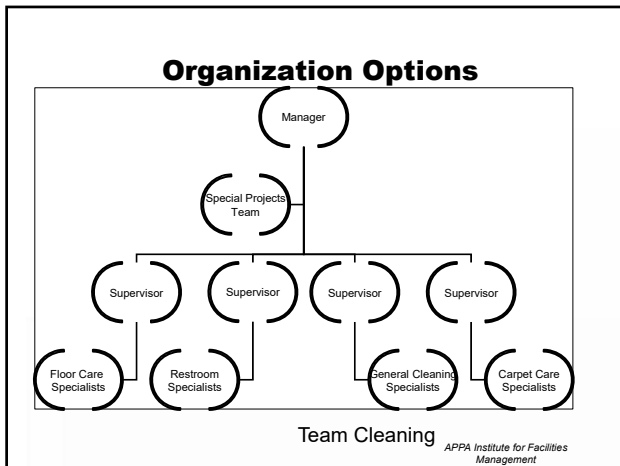 Organization Options
Manager
Special Projects
Team
Supervisor
Supervisor
Supervisor
Supervisor
Floor Care
Specialists
Restroom
Specialists
General Cleaning
Specialists
Carpet Care
Specialists
Team Cleaning
APPA Institute for Facilities
Management